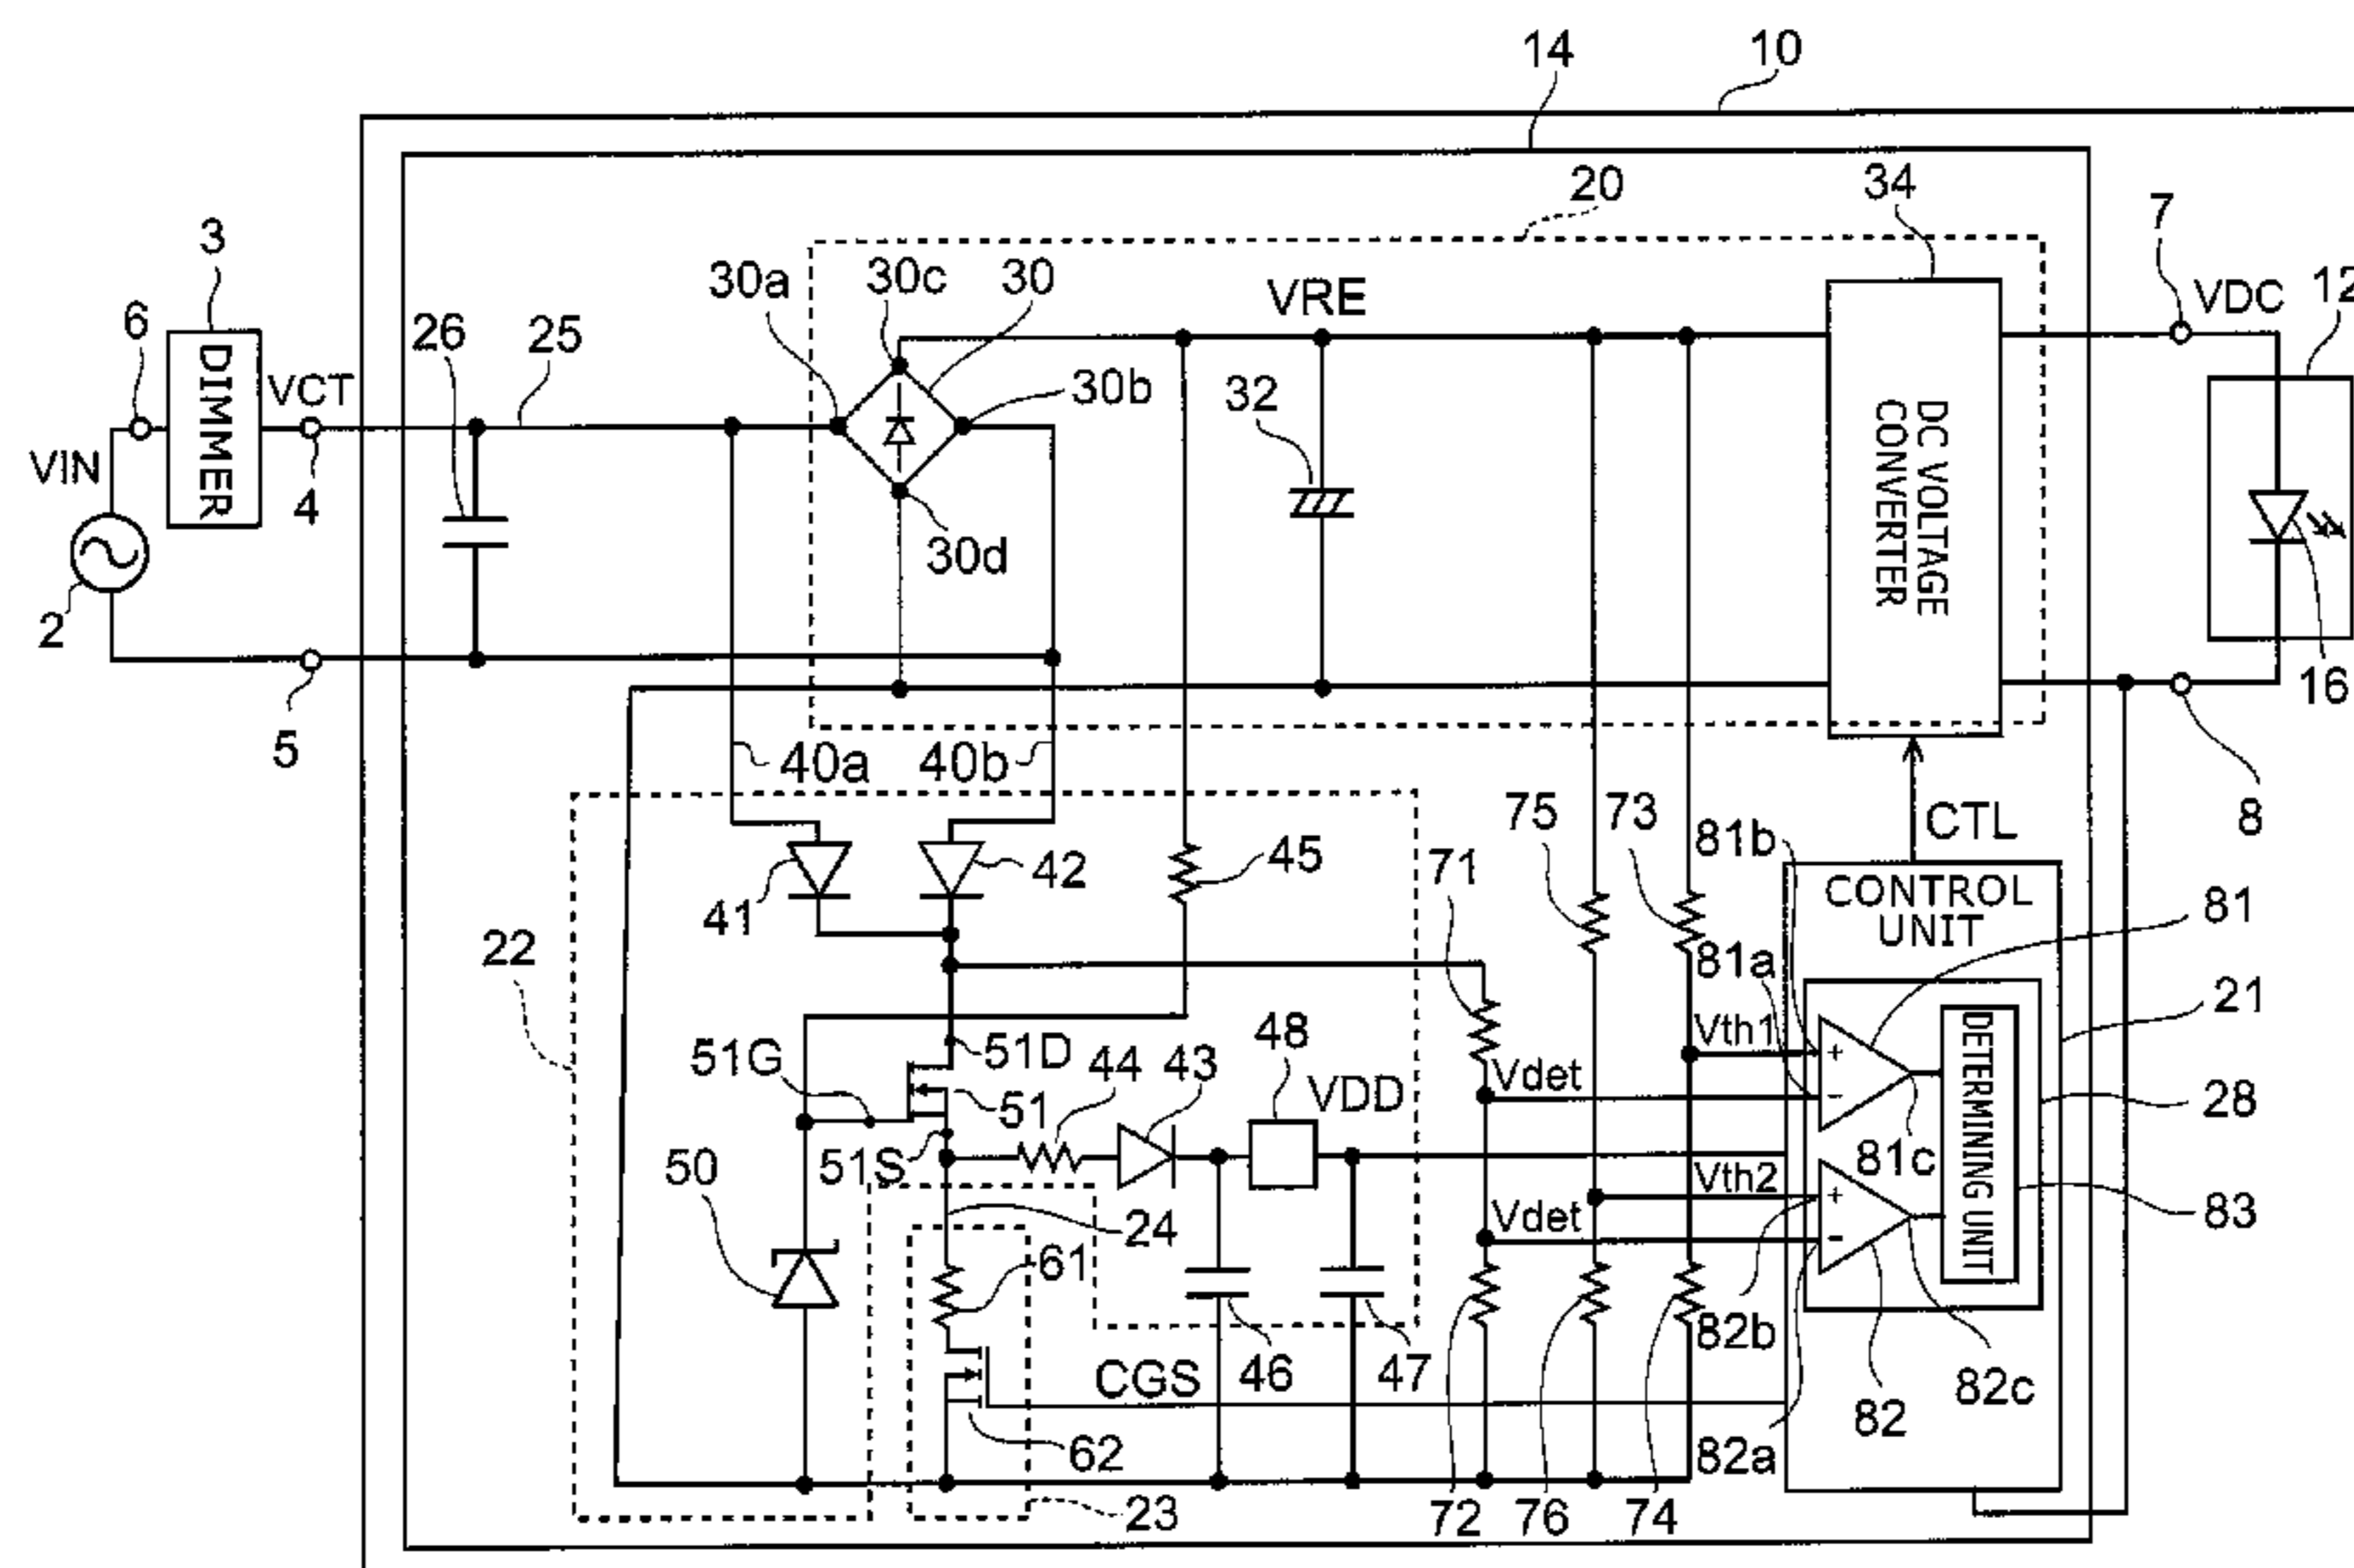 14
10
20
34
7
3
30a
30c
30
VRE
VDC
12
6
26
25
DIMMER
VCT
30b
32
DC VOLTAGE
CONVERTER
VIN
4
30d
2
16
5
40a
40b
8
75
73
CTL
81b
71
45
42
41
CONTROL
UNIT
81
22
81a
21
48
51D
51G
44
43
Vth1
DETERMINING UNIT
Vdet
VDD
51
28
51S
81c
50
Vth2
24
Vdet
83
61
82b
46
47
CGS
82c
82
62
82a
23
72
76
74